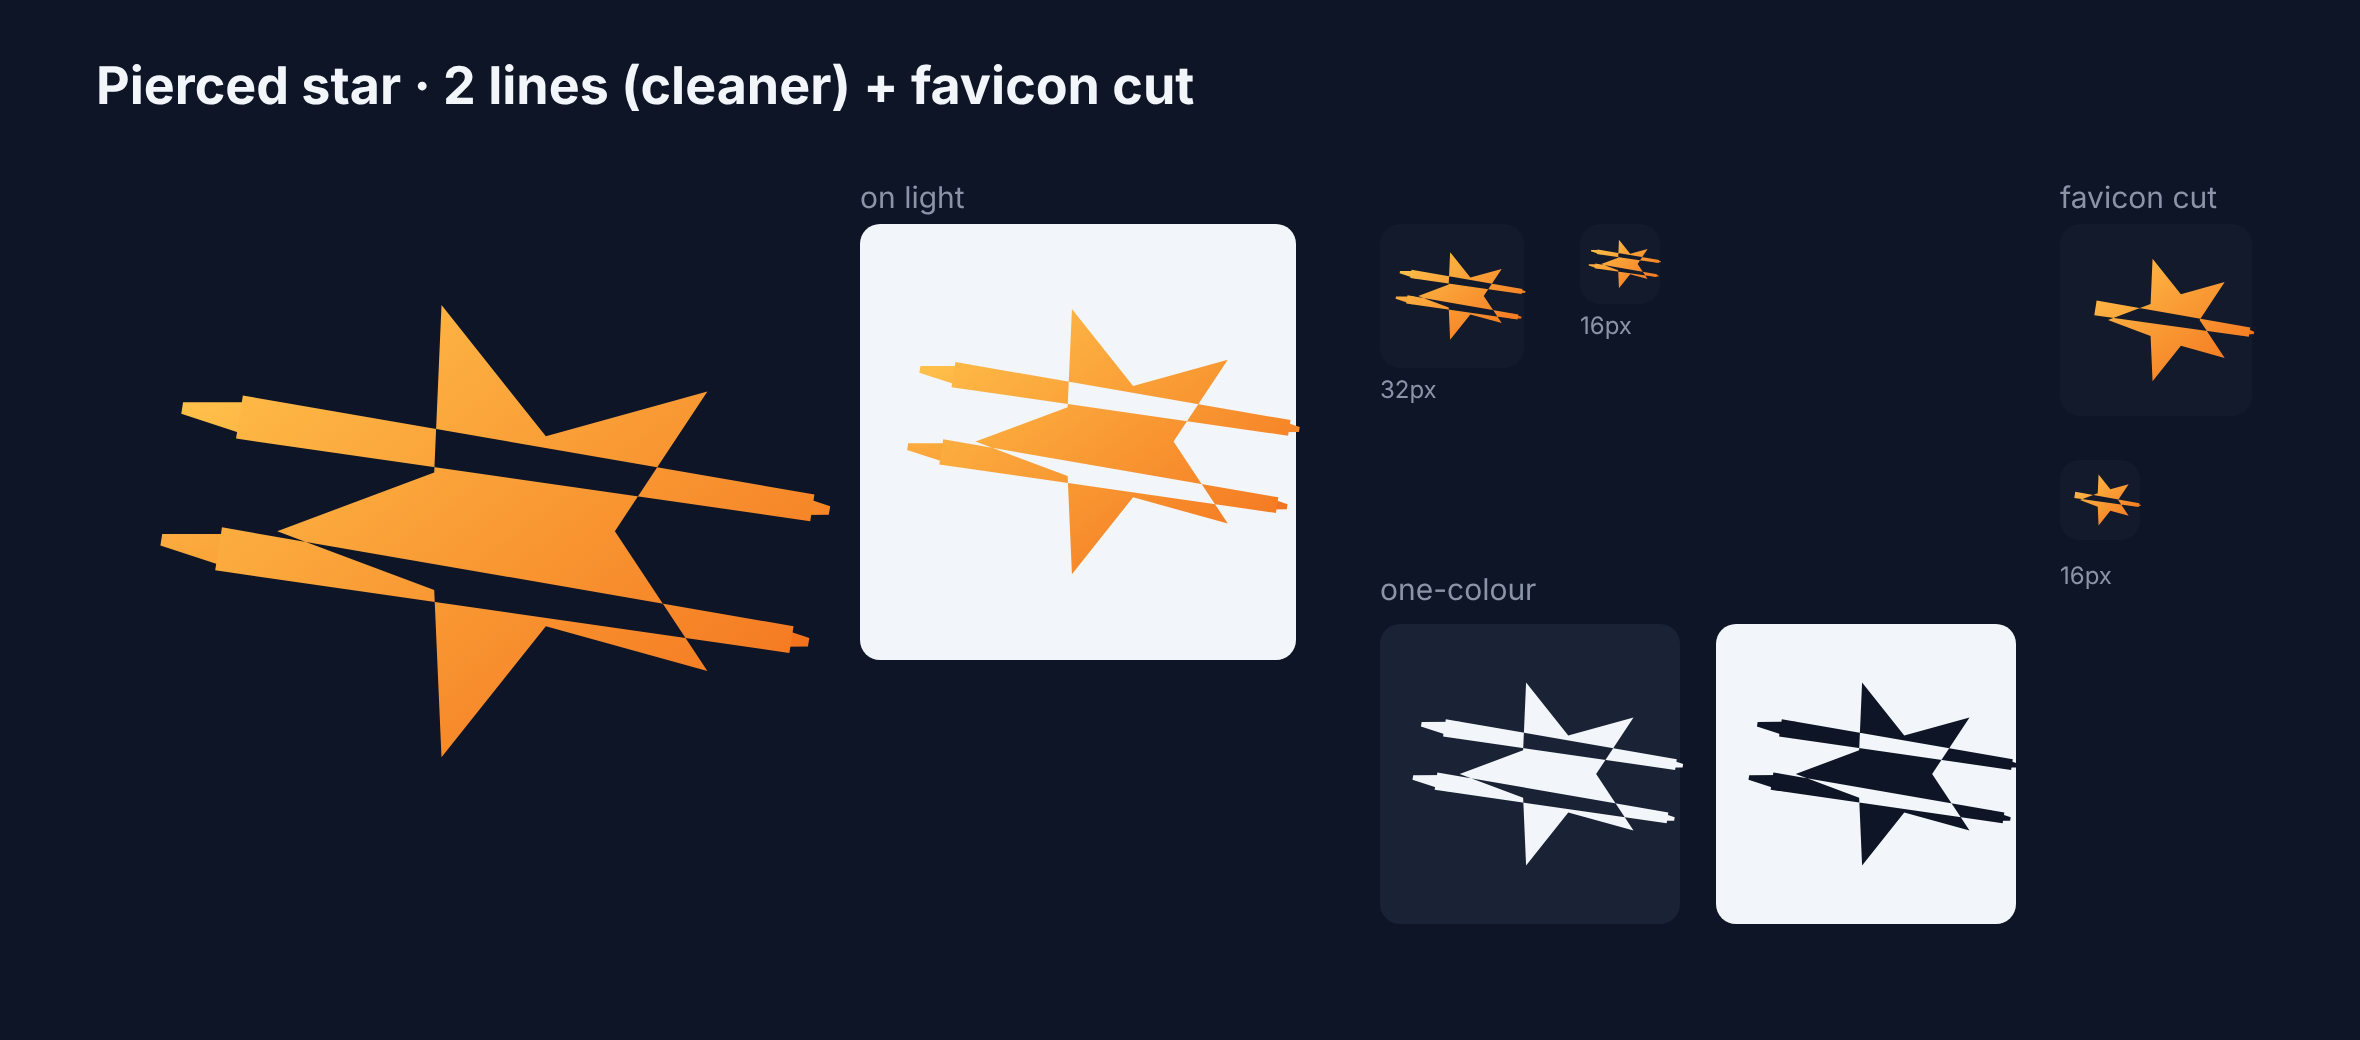 Pierced star · 2 lines (cleaner) + favicon cut
on light
favicon cut
16px
32px
16px
one-colour